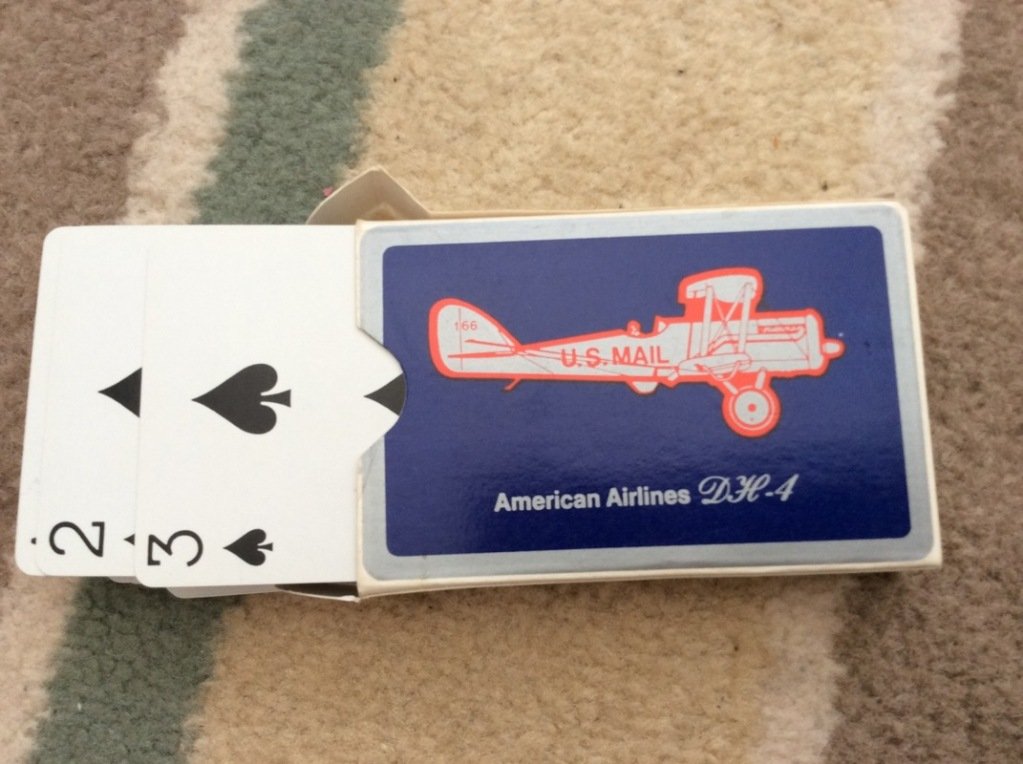 166
U.S. MAIL
American Airlines DH-4
2
3